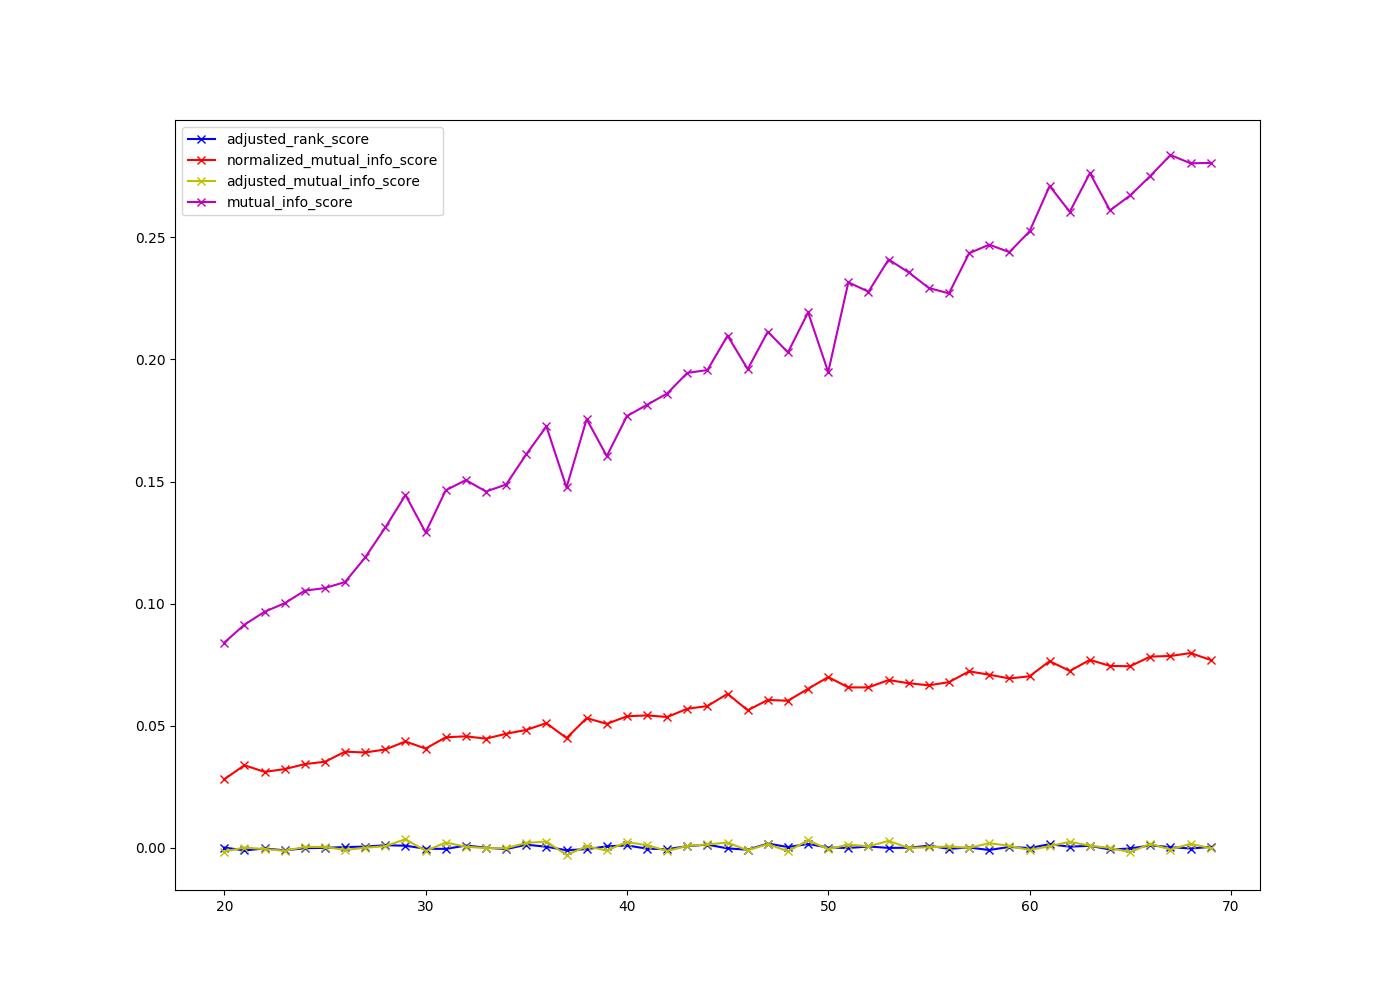 adjusted_rank_score
normalized_mutual_info_score
adjusted_mutual_info_score
mutual_info_score
0.25
0.20
0.15
0.10
0.05
0.00
20 30 40 50 60 70